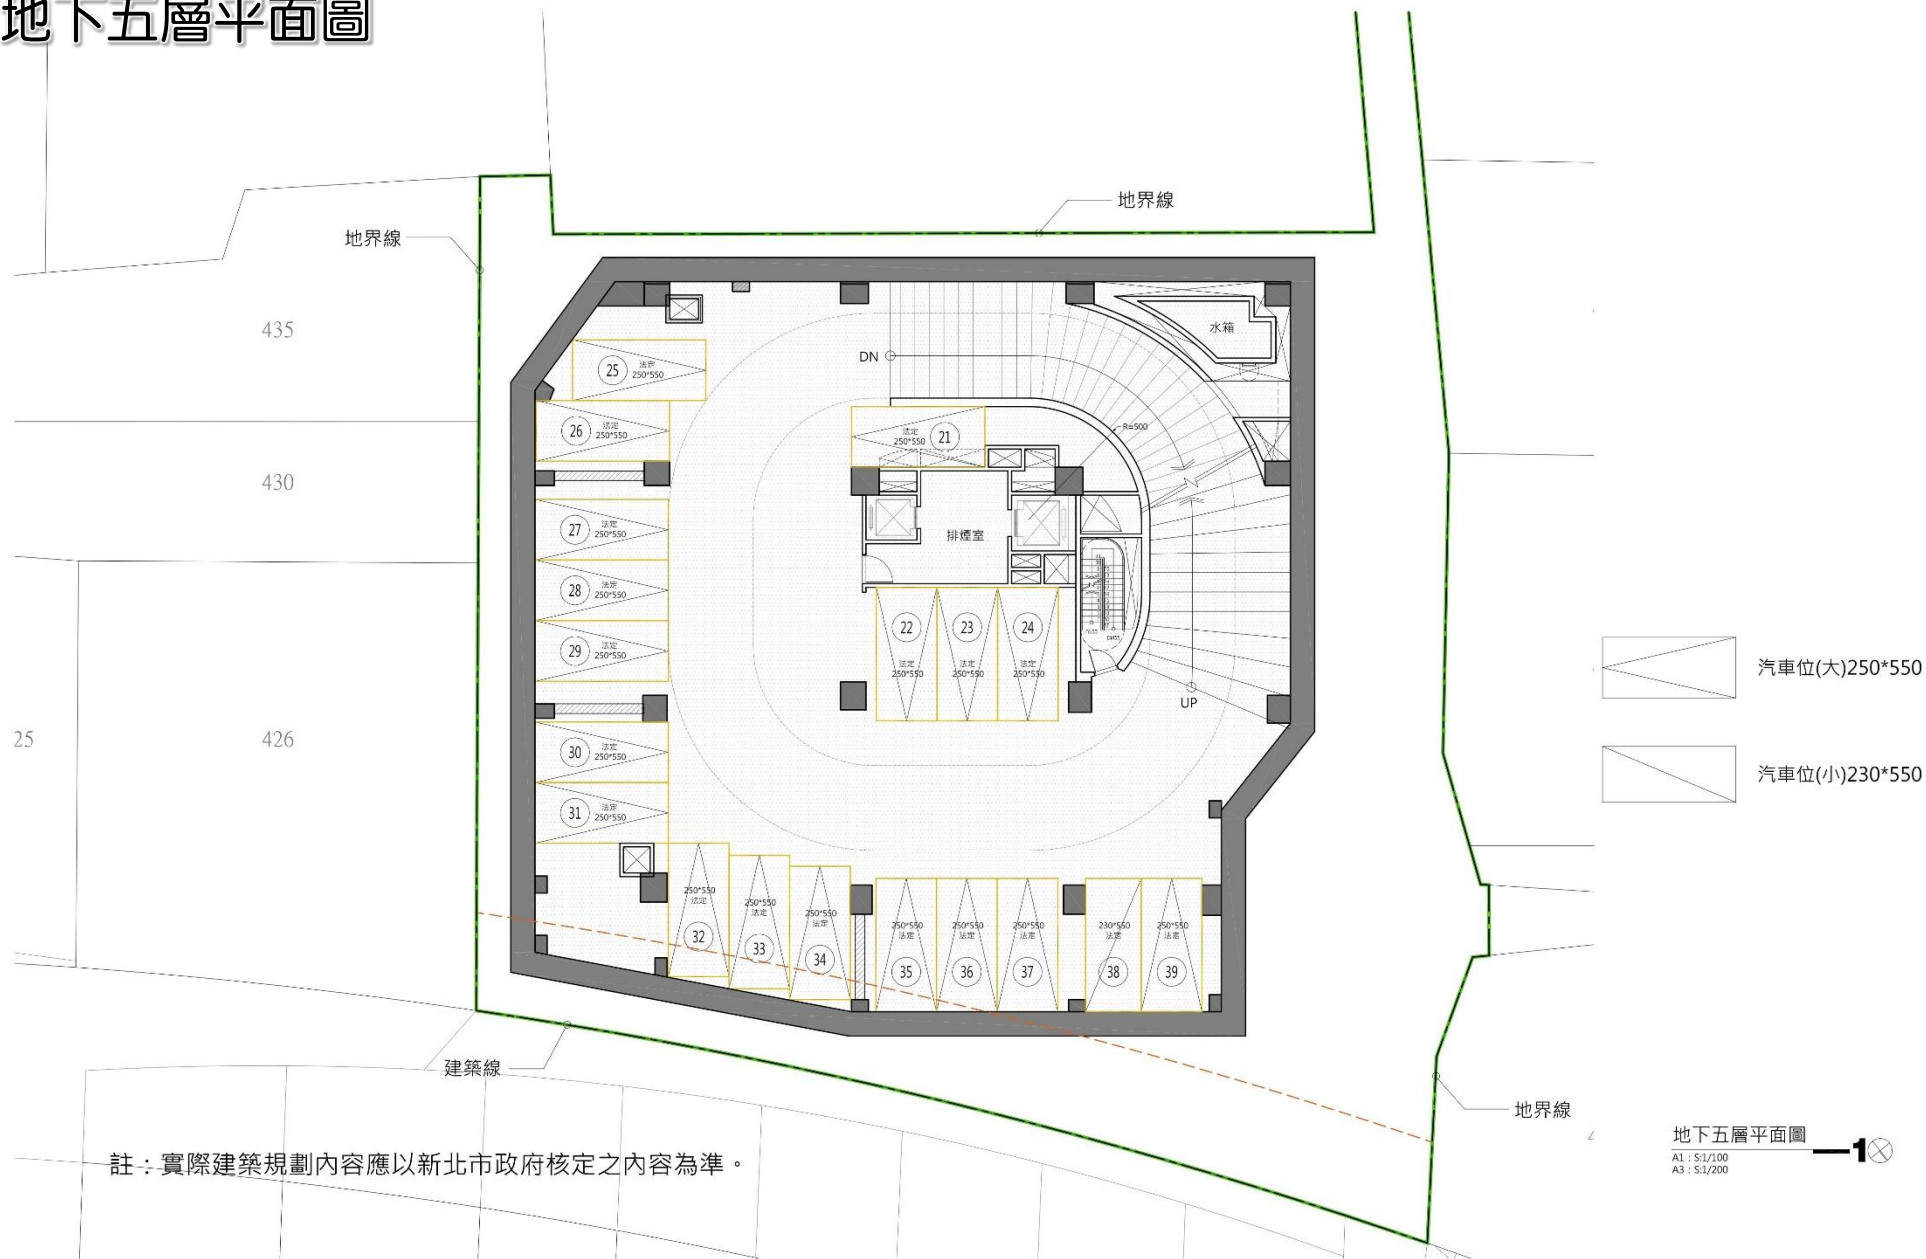 地下五層平面圖
地界線
地界線
435
水箱
DN
25
法定
250*550
26
法定
250*550
法定
250*550
21
R=500
430
27
法定
250*550
排煙室
28
法定
250*550
22
法定
250*550
23
法定
250*550
24
法定
250*550
29
法定
250*550
汽車位(大)250*550
UP
25
426
30
法定
250*550
汽車位(小)230*550
31
法定
250*550
250*550
法定
32
250*550
法定
33
250*550
法定
34
250*550
法定
35
250*550
法定
36
250*550
法定
37
230*550
法定
38
250*550
法定
39
建築線
地界線
註：實際建築規劃內容應以新北市政府核定之內容為準。
地下五層平面圖
A1 : S:1/100
A3 : S:1/200
1